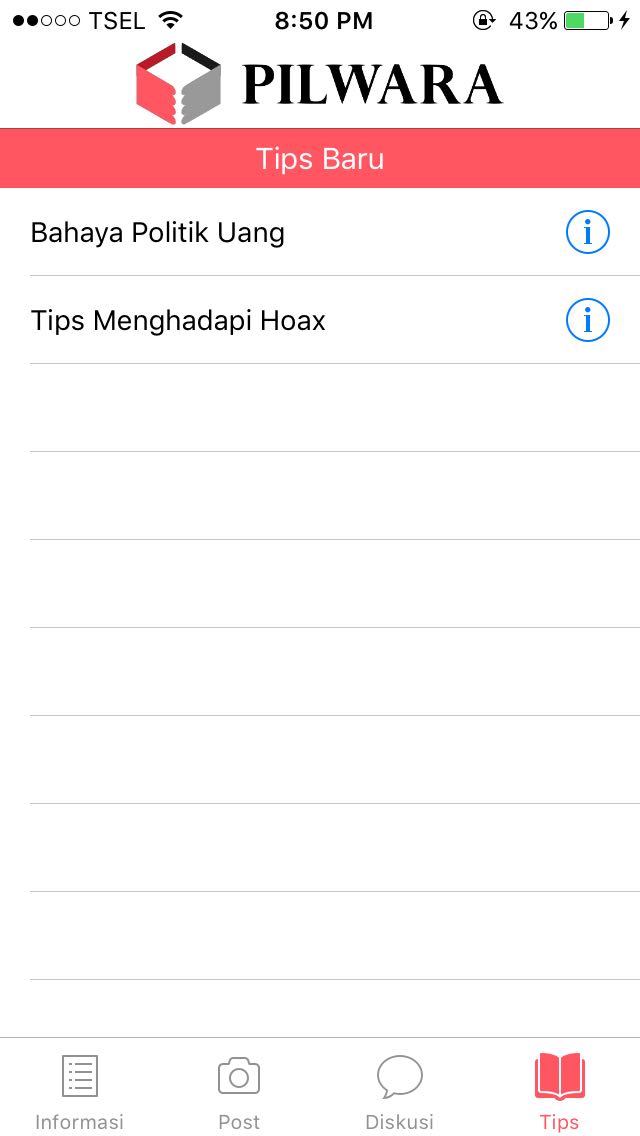 TSEL 8:50 PM 43%
PILWARA
Tips Baru
Bahaya Politik Uang
Tips Menghadapi Hoax
Informasi Post Diskusi Tips